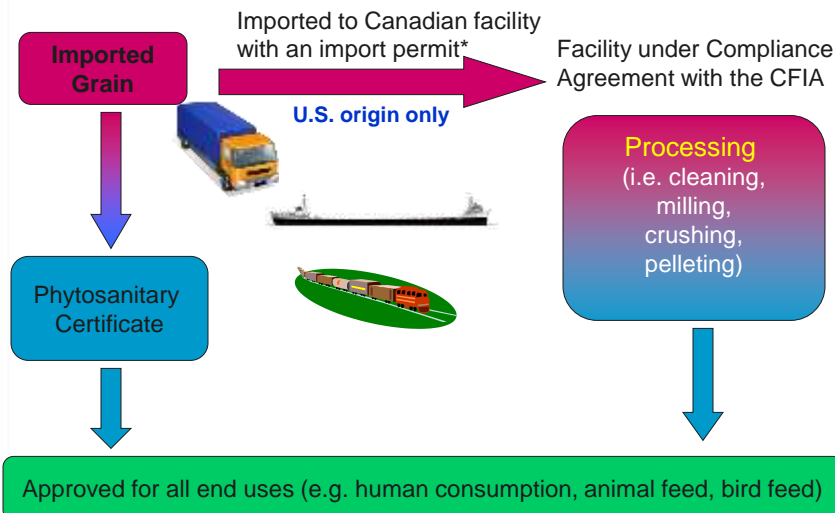 Imported to Canadian facility
with an import permit*
Imported
Grain
U.S. origin only
Facility under Compliance
Agreement with the CFIA
Processing
(i.e. cleaning,
milling,
crushing,
pelleting)
Phytosanitary
Certificate
Approved for all end uses (e.g. human consumption, animal feed, bird feed)